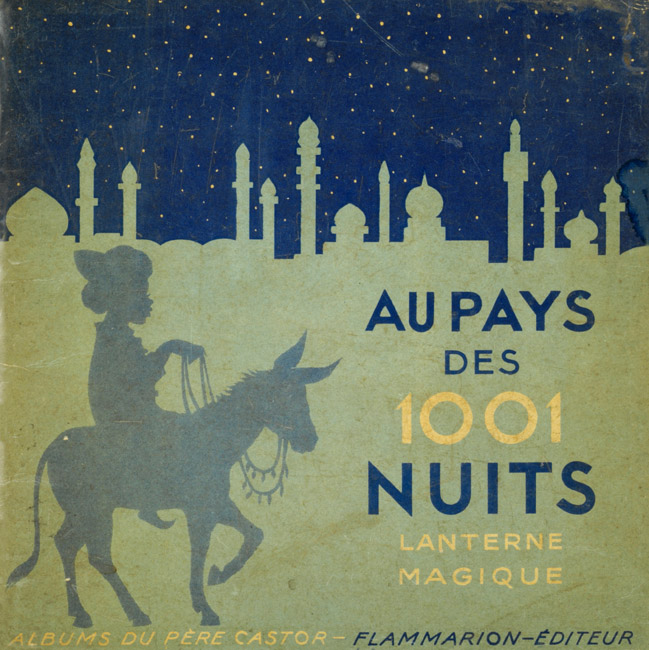 AU PAYS
DES
1001
NUITS
LANTERNE
MAGIQUE
ALBUMS DU PÈRE CASTOR – FLAMMARION–ÉDITEUR